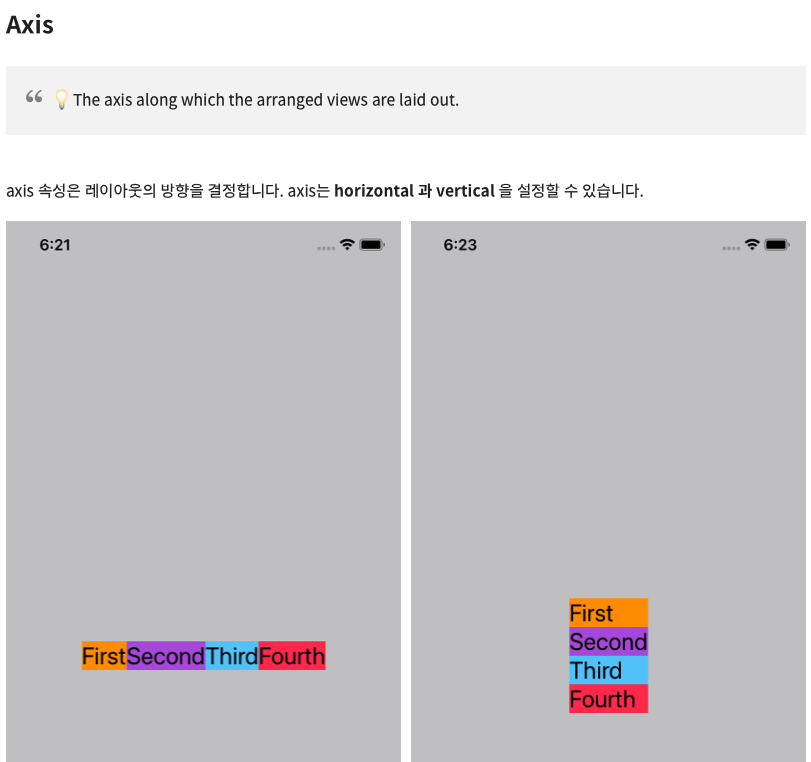 Axis
“ 💡 The axis along which the arranged views are laid out.
axis 속성은 레이아웃의 방향을 결정합니다. axis는 horizontal 과 vertical 을 설정할 수 있습니다.
6:21
FirstSecondThirdFourth
6:23
First
Second
Third
Fourth